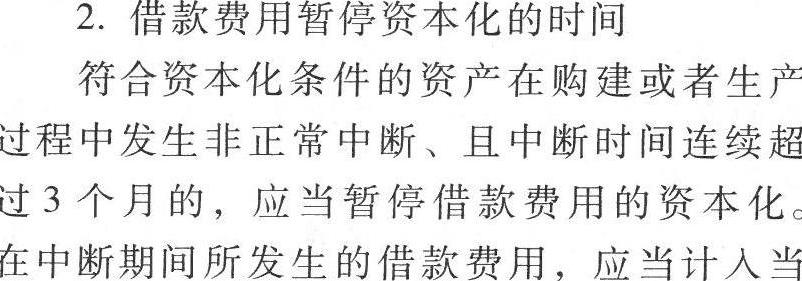 2. 借款费用暂停资本化的时间
符合资本化条件的资产在购建或者生产
过程中发生非正常中断、且中断时间连续超
过 3 个月的，应当暂停借款费用的资本化。
在中断期间所发生的借款费用，应当计入当